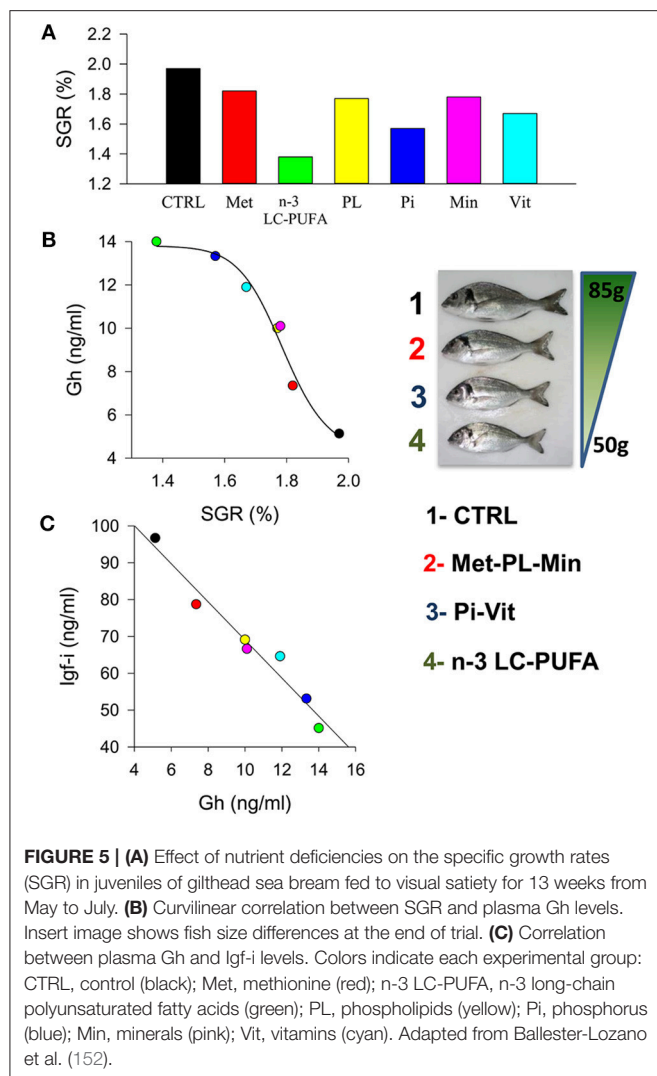 A
SGR (%)
2.2
2.0
1.8
1.6
1.4
1.2
CTRL Met n-3 LC-PUFA PL Pi Min Vit
B
Gh (ng/ml)
14
12
10
8
6
4
1.4 1.6 1.8 2.0
SGR (%)
1
2
3
4
85g
50g
C
Igf-i (ng/ml)
100
90
80
70
60
50
40
4 6 8 10 12 14 16
Gh (ng/ml)
1- CTRL
2- Met-PL-Min
3- Pi-Vit
4- n-3 LC-PUFA
FIGURE 5 | (A) Effect of nutrient deficiencies on the specific growth rates
(SGR) in juveniles of gilthead sea bream fed to visual satiety for 13 weeks from
May to July. (B) Curvilinear correlation between SGR and plasma Gh levels.
Insert image shows fish size differences at the end of trial. (C) Correlation
between plasma Gh and Igf-i levels. Colors indicate each experimental group:
CTRL, control (black); Met, methionine (red); n-3 LC-PUFA, n-3 long-chain
polyunsaturated fatty acids (green); PL, phospholipids (yellow); Pi, phosphorus
(blue); Min, minerals (pink); Vit, vitamins (cyan). Adapted from Ballester-Lozano
et al. (152).